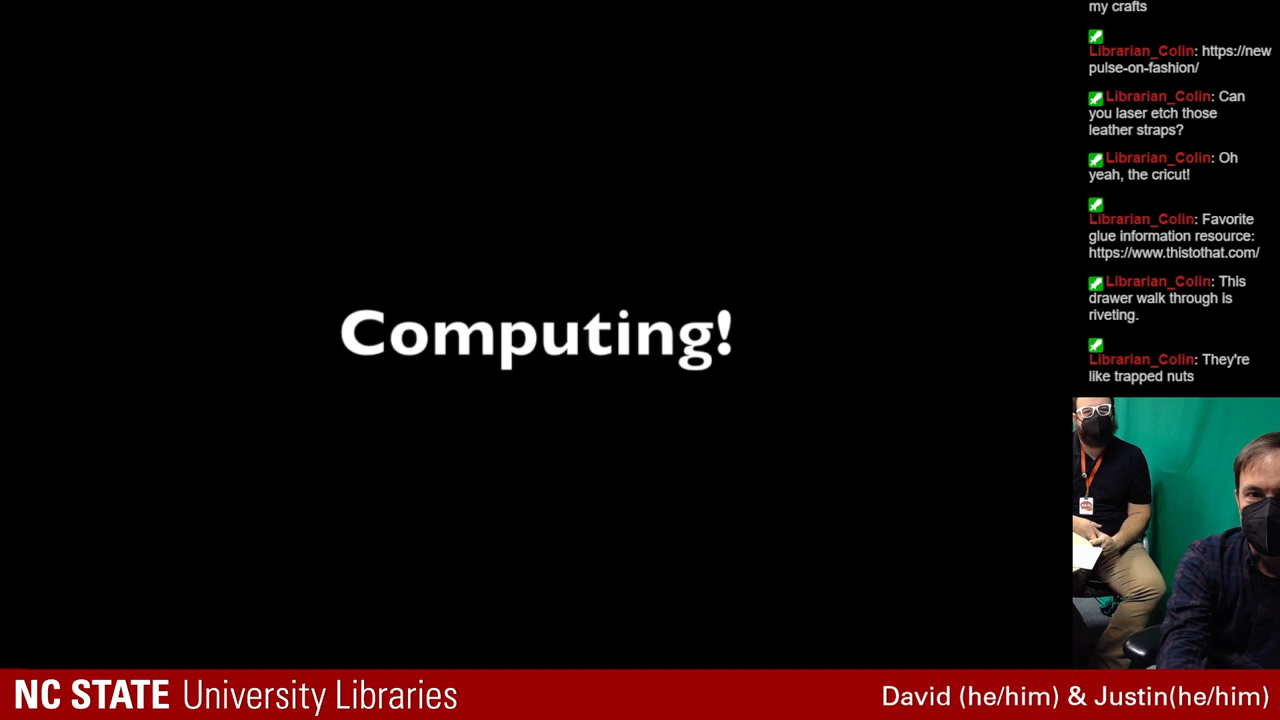 my crafts
Librarian_Colin: https://new
pulse-on-fashion/
Librarian_Colin: Can
you laser etch those
leather straps?
Librarian_Colin: Oh
yeah, the cricut!
Librarian_Colin: Favorite
glue information resource:
https://www.thistothat.com/
Librarian_Colin: This
drawer walk through is
riveting.
Librarian_Colin: They're
like trapped nuts
Computing!
NC STATE University Libraries
David (he/him) & Justin(he/him)